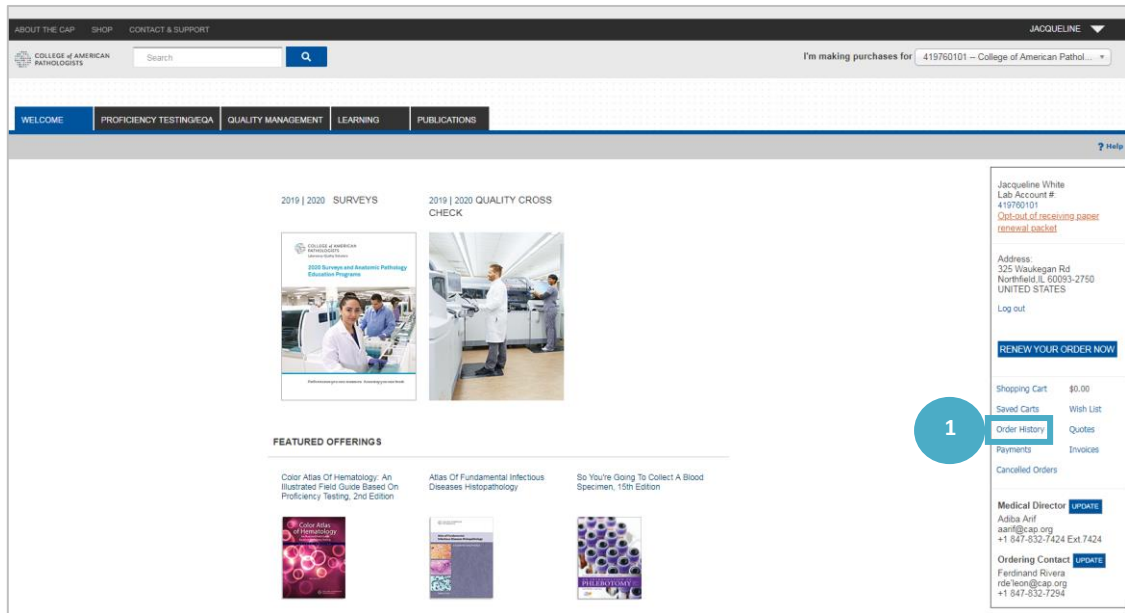 ABOUT THE CAP SHOP CONTACT & SUPPORT JACQUELINE
COLLEGE of AMERICAN PATHOLOGISTS
Search
I'm making purchases for 419760101 -- College of American Pathol...
WELCOME PROFICIENCY TESTING/EQA QUALITY MANAGEMENT LEARNING PUBLICATIONS
? Help
2019 | 2020 SURVEYS
2019 | 2020 QUALITY CROSS
CHECK
COLLEGE of AMERICAN
PATHOLOGISTS
2020 Surveys and Anatomic Pathology
Education Programs
FEATURED OFFERINGS
Color Atlas Of Hematology: An
Illustrated Field Guide Based On
Proficiency Testing, 2nd Edition
Atlas Of Fundamental Infectious
Diseases Histopathology
So You're Going To Collect A Blood
Specimen, 15th Edition
Color Atlas
of Hematology
PHLEBOTOMY
Jacqueline White
Lab Account #:
419760101
Opt-out of receiving paper
renewal packet
Address:
325 Waukegan Rd
Northfield,IL 60093-2750
UNITED STATES
Log out
RENEW YOUR ORDER NOW
Shopping Cart $0.00
Saved Carts Wish List
1
Order History Quotes
Payments Invoices
Cancelled Orders
Medical Director UPDATE
Adiba Arif
aarif@cap.org
+1 847-832-7424 Ext.7424
Ordering Contact UPDATE
Ferdinand Rivera
rde'leon@cap.org
+1 847-832-7294